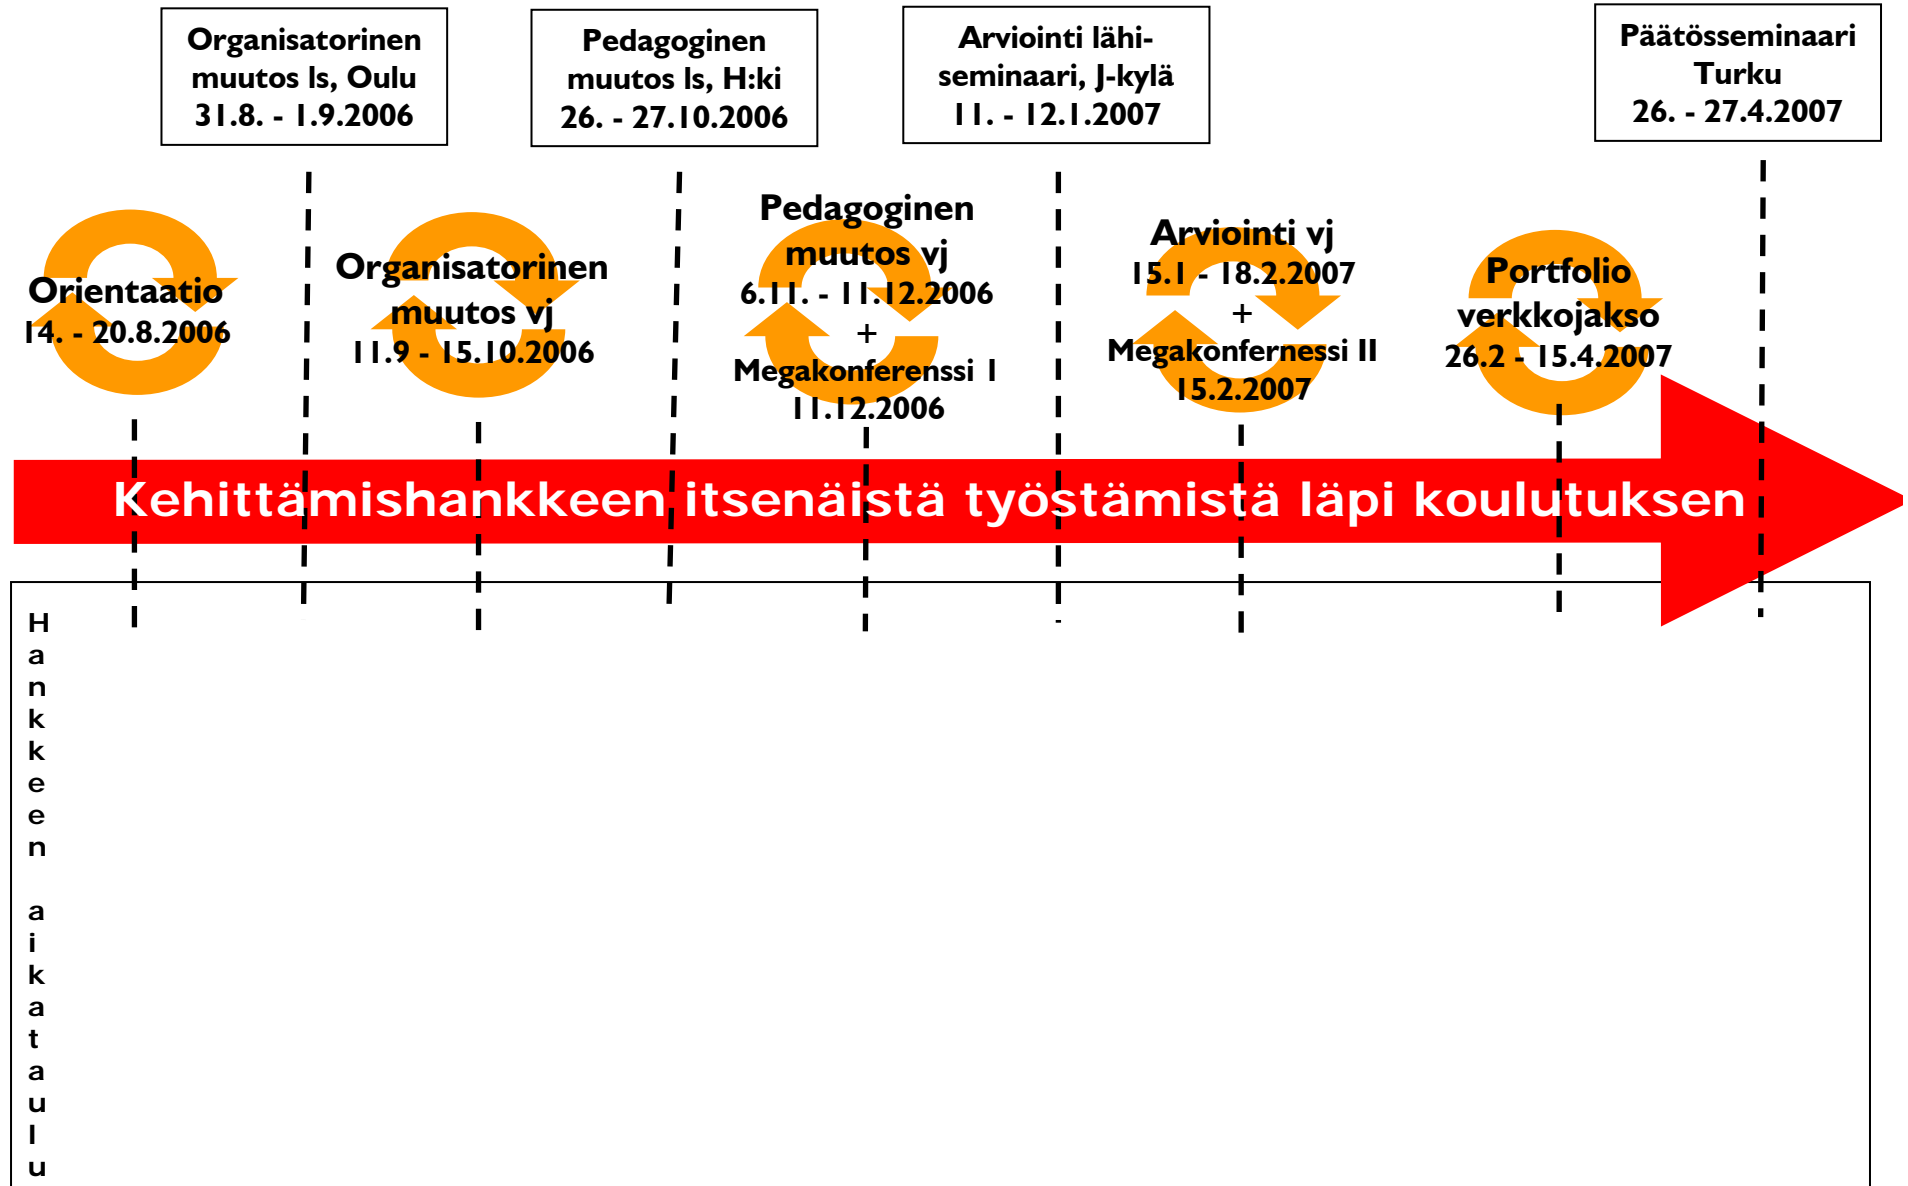 Organisatorinen
muutos ls, Oulu
31.8. - 1.9.2006
Pedagoginen
muutos ls, H:ki
26. - 27.10.2006
Arviointi lähi-
seminaari, J-kylä
11. - 12.1.2007
Päätösseminaari
Turku
26. - 27.4.2007
Orientaatio
14. - 20.8.2006
Organisatorinen
muutos vj
11.9 - 15.10.2006
Pedagoginen
muutos vj
6.11. - 11.12.2006
+
Megakonferenssi I
11.12.2006
Arviointi vj
15.1 - 18.2.2007
+
Megakonfernessi II
15.2.2007
Portfolio
verkkojakso
26.2 - 15.4.2007
Kehittämishankkeen itsenäistä työstämistä läpi koulutuksen
Hankkeen aikataulu